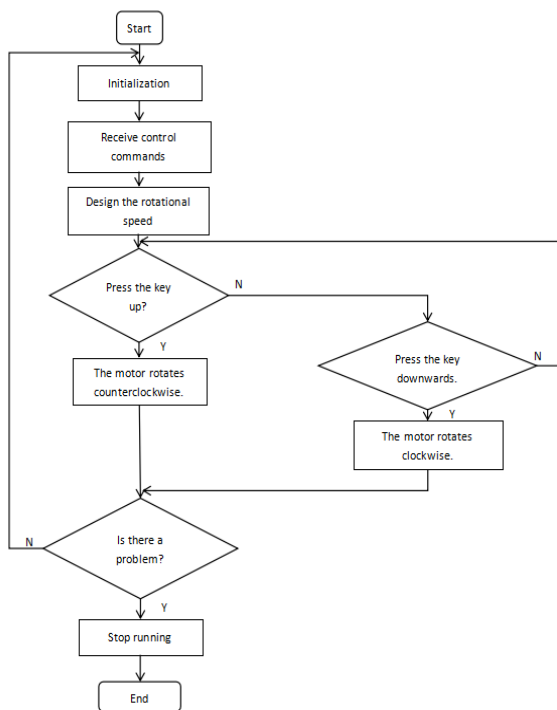 Start
Initialization
Receive control
commands
Design the rotational
speed
Press the key
up?
N
Y
The motor rotates
counterclockwise.
Press the key
downwards.
N
Y
The motor rotates
clockwise.
Is there a
problem?
N
Y
Stop running
End